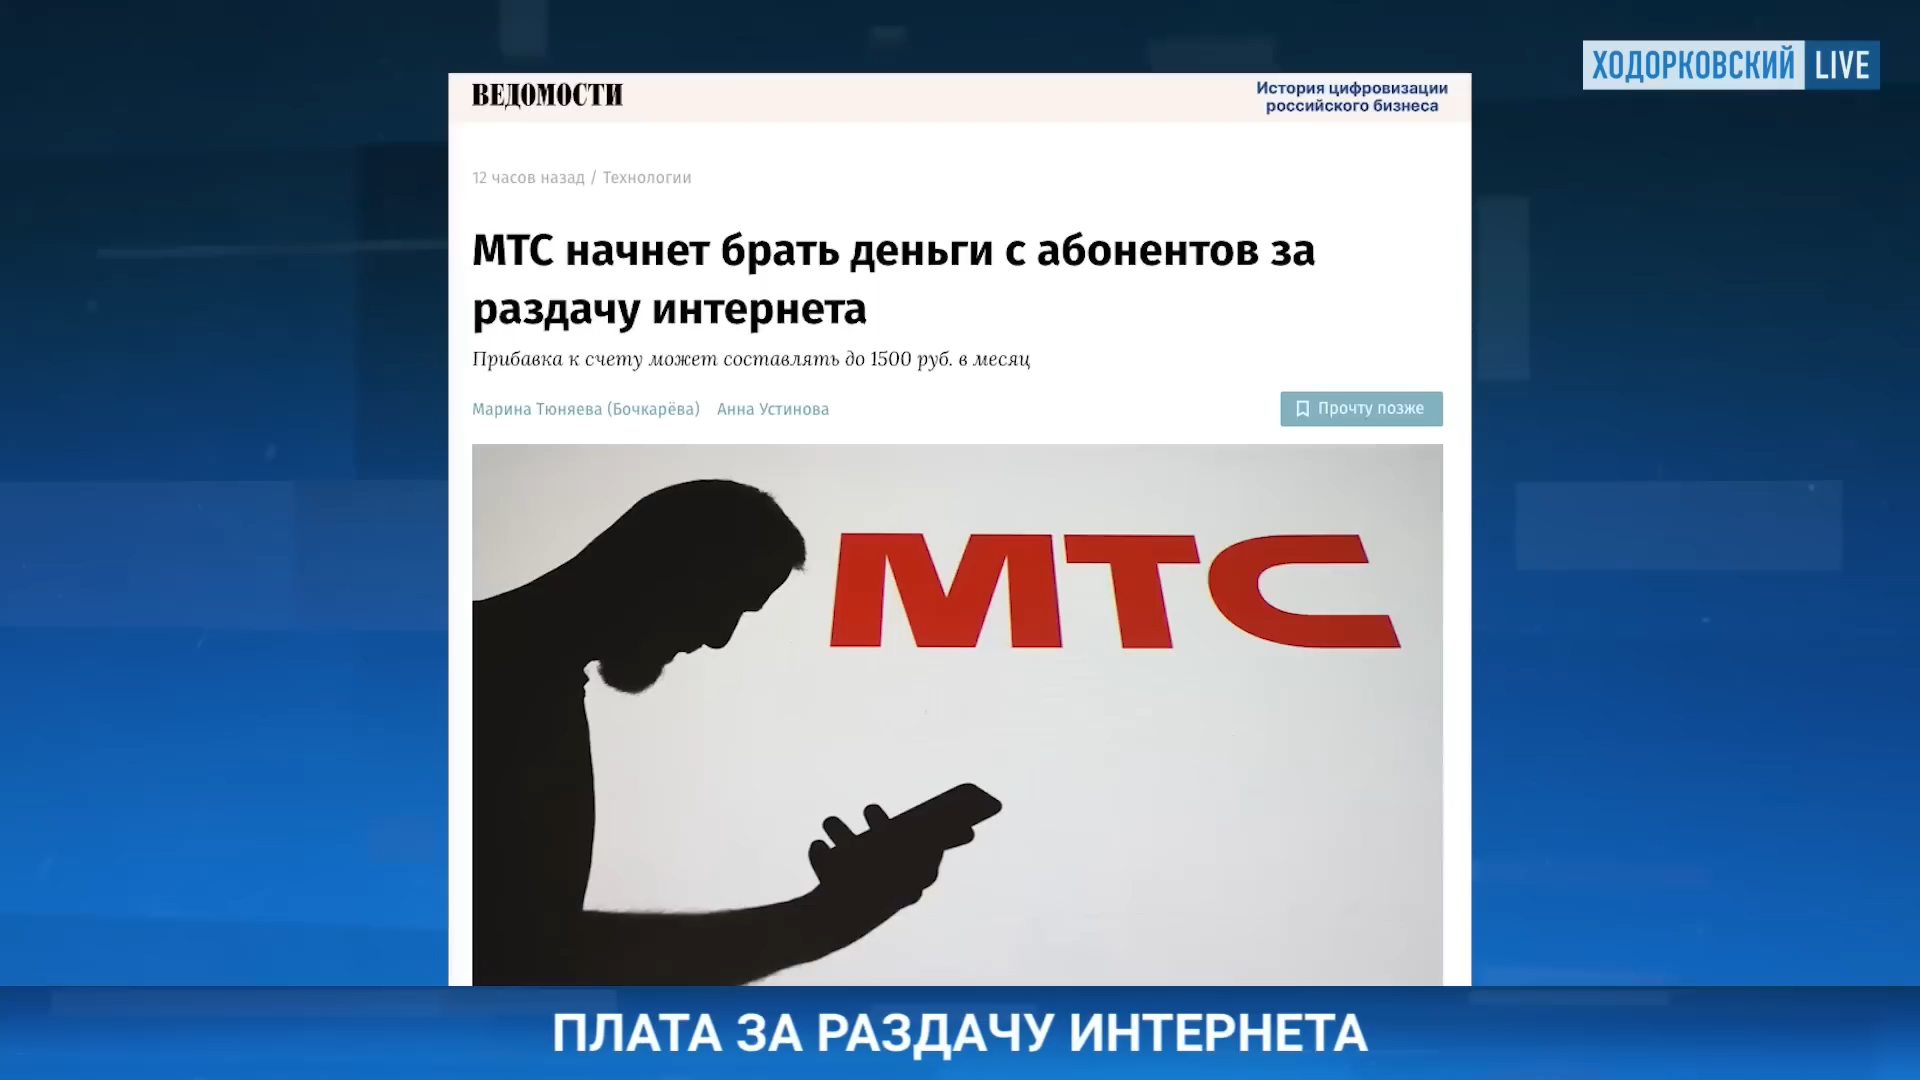 ХОДОРКОВСКИЙ LIVE
ВЕДОМОСТИ
История цифровизации
российского бизнеса
12 часов назад / Технологии
МТС начнет брать деньги с абонентов за
раздачу интернета
Прибавка к счету может составлять до 1500 руб. в месяц
Марина Тюняева (Бочкарёва) Анна Устинова
Прочту позже
МТС
ПЛАТА ЗА РАЗДАЧУ ИНТЕРНЕТА